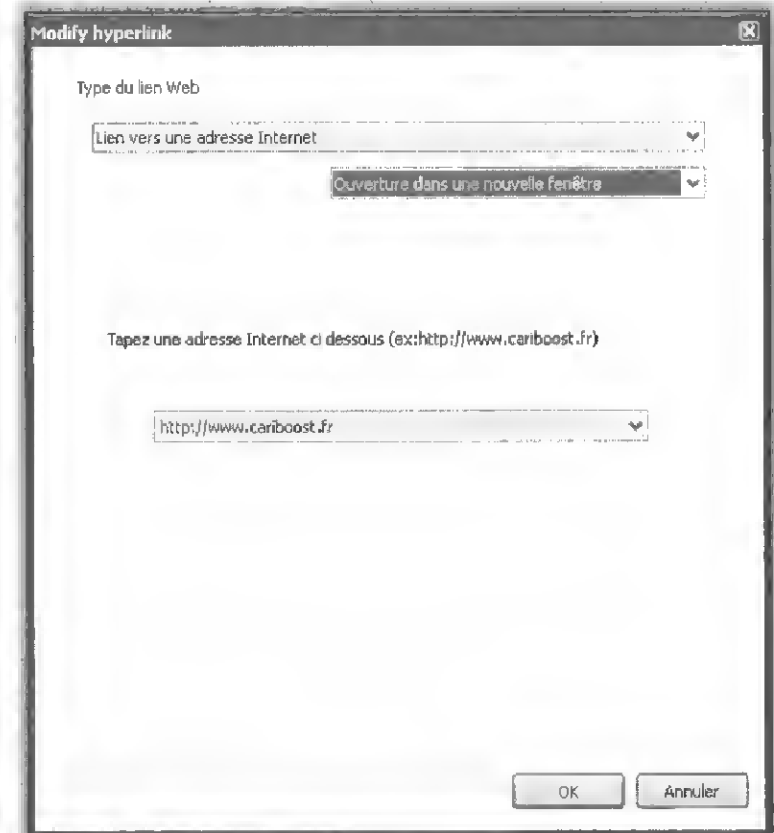 Modify hyperlink
Type du lien Web
Lien vers une adresse Internet
Ouverture dans une nouvelle fenêtre
Tapez une adresse Internet ci dessous (ex:http://www.cariboost.fr)
http://www.cariboost.fr
OK Annuler